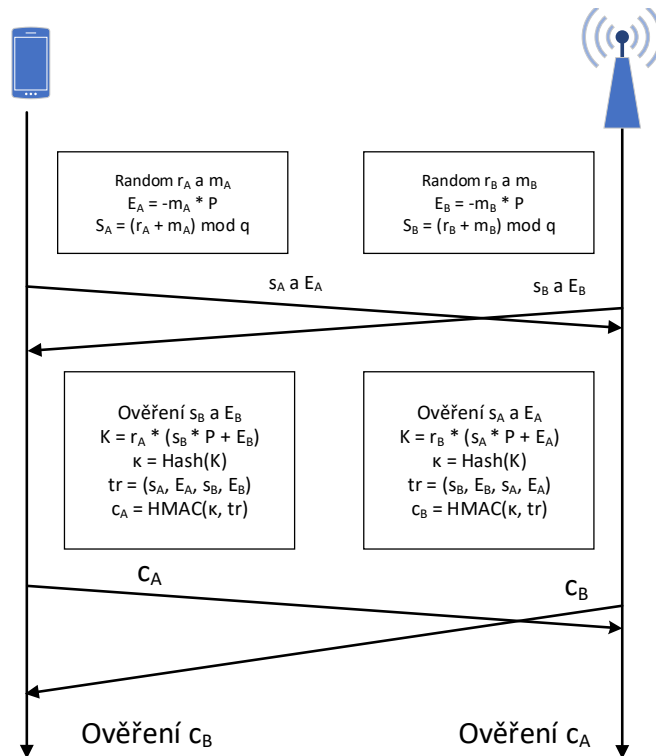 Random r_A a m_A
E_A = -m_A * P
S_A = (r_A + m_A) mod q
Random r_B a m_B
E_B = -m_B * P
S_B = (r_B + m_B) mod q
s_A a E_A
s_B a E_B
Ověření s_B a E_B
K = r_A * (s_B * P + E_B)
κ = Hash(K)
tr = (s_A, E_A, s_B, E_B)
c_A = HMAC(κ, tr)
Ověření s_A a E_A
K = r_B * (s_A * P + E_A)
κ = Hash(K)
tr = (s_B, E_B, s_A, E_A)
c_B = HMAC(κ, tr)
c_A
c_B
Ověření c_B
Ověření c_A